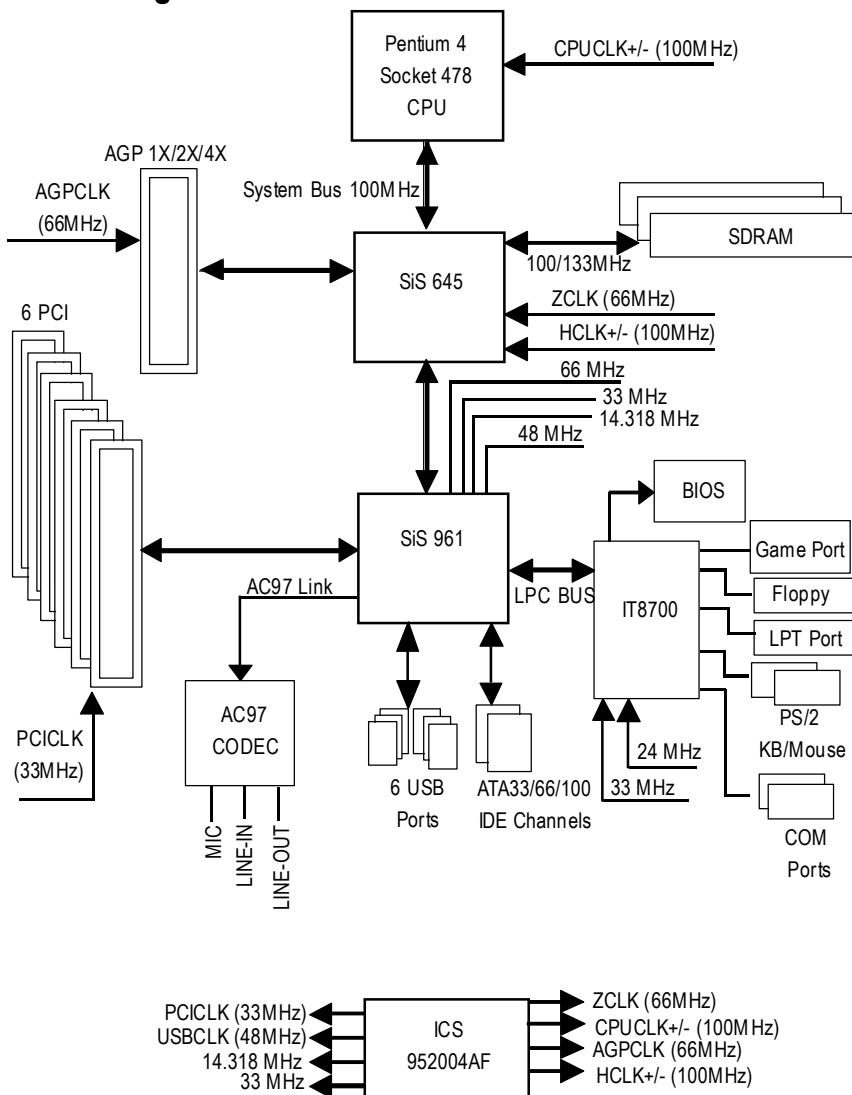 Pentium 4
Socket 478
CPU
CPUCLK+/- (100MHz)
AGP 1X/2X/4X
System Bus 100MHz
AGPCLK
(66MHz)
SDRAM
100/133MHz
SiS 645
ZCLK (66MHz)
HCLK+/- (100MHz)
6 PCI
66 MHz
33 MHz
14.318 MHz
48 MHz
BIOS
SiS 961
Game Port
AC97 Link
LPC BUS
IT8700
Floppy
LPT Port
PS/2
KB/Mouse
AC97
CODEC
PCICLK
(33MHz)
24 MHz
33 MHz
6 USB
Ports
ATA33/66/100
IDE Channels
COM
Ports
MIC
LINE-IN
LINE-OUT
ICS
952004AF
PCICLK (33MHz)
USBCLK (48MHz)
14.318 MHz
33 MHz
ZCLK (66MHz)
CPUCLK+/- (100MHz)
AGPCLK (66MHz)
HCLK+/- (100MHz)